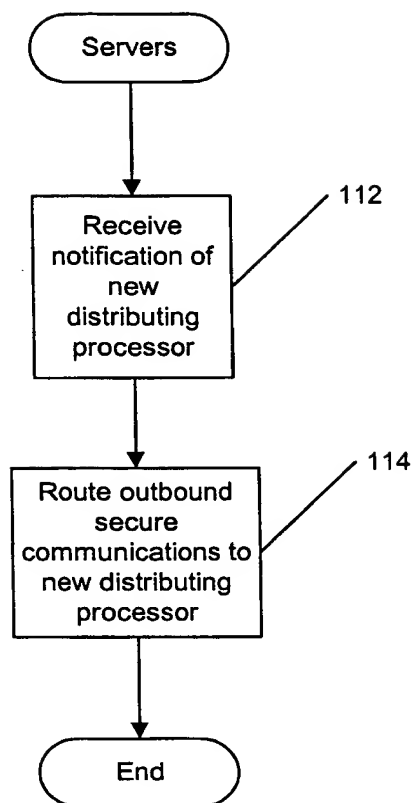 Servers
Receive
notification of
new
distributing
processor
112
Route outbound
secure
communications to
new distributing
processor
114
End